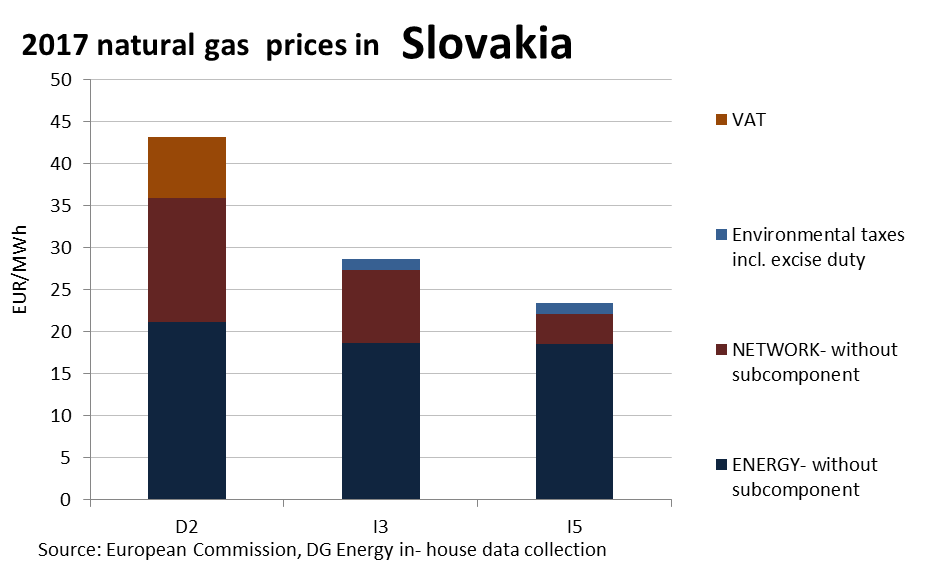 2017 natural gas  prices in  Slovakia
50
45
40
35
30
25
20
15
10
5
0
EUR/MWh
D2
I3
I5
VAT
Environmental taxes
incl. excise duty
NETWORK- without
subcomponent
ENERGY- without
subcomponent
Source: European Commission, DG Energy in- house data collection